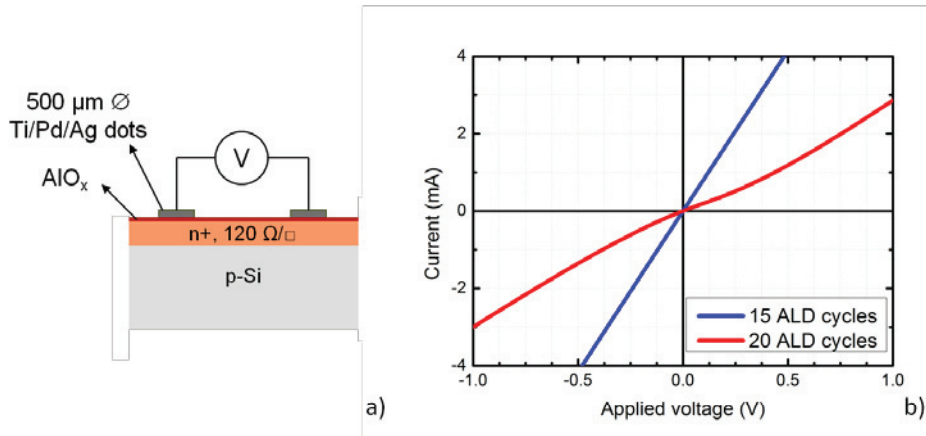 500 µm ∅
Ti/Pd/Ag dots
AlOx
V
n+, 120 Ω/□
p-Si
a)
Current (mA)
4
2
0
-2
-4
15 ALD cycles
20 ALD cycles
-1.0 -0.5 0.0 0.5 1.0
Applied voltage (V)
b)